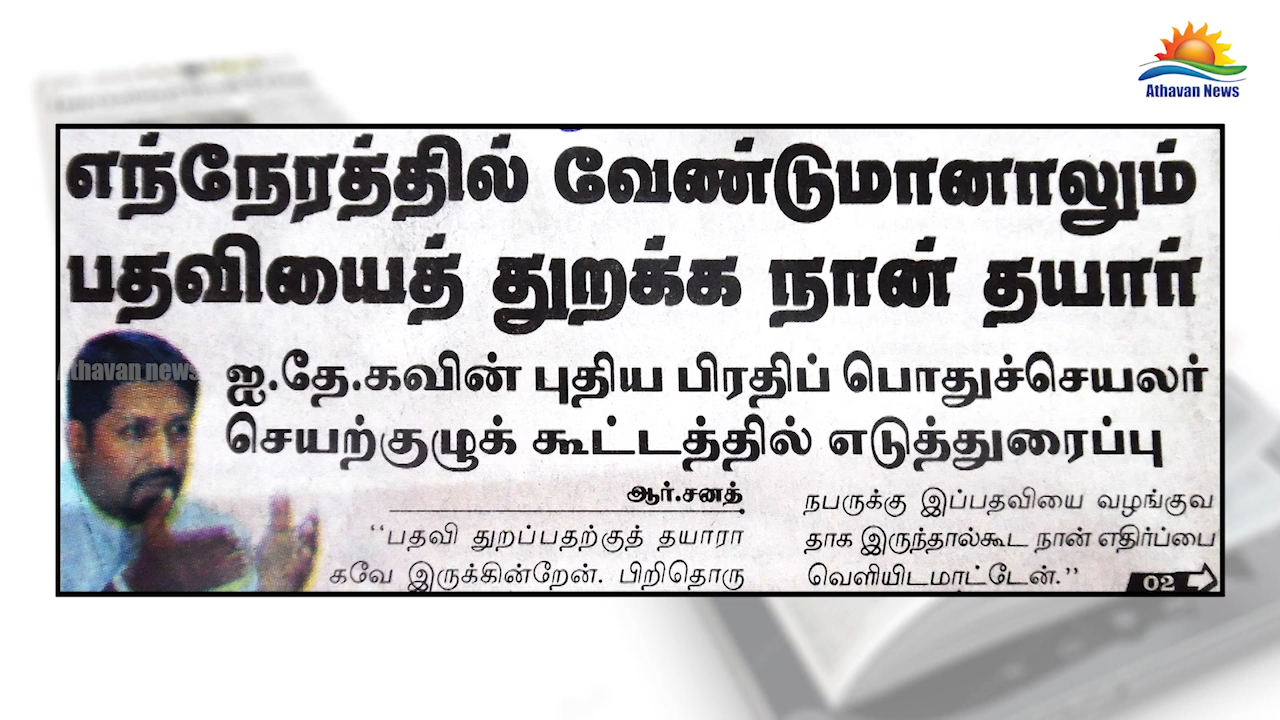 Athavan News
எந்நேரத்தில் வேண்டுமானாலும்
பதவியைத் துறக்க நான் தயார்
Athavan news
ஐ.தே.கவின் புதிய பிரதிப் பொதுச்செயலர்
செயற்குழுக் கூட்டத்தில் எடுத்துரைப்பு
ஆர்.சனத்
‘‘பதவி துறப்பதற்குத் தயாரா
கவே இருக்கின்றேன். பிறிதொரு
நபருக்கு இப்பதவியை வழங்குவ
தாக இருந்தால்கூட நான் எதிர்ப்பை
வெளியிடமாட்டேன்.’’
02